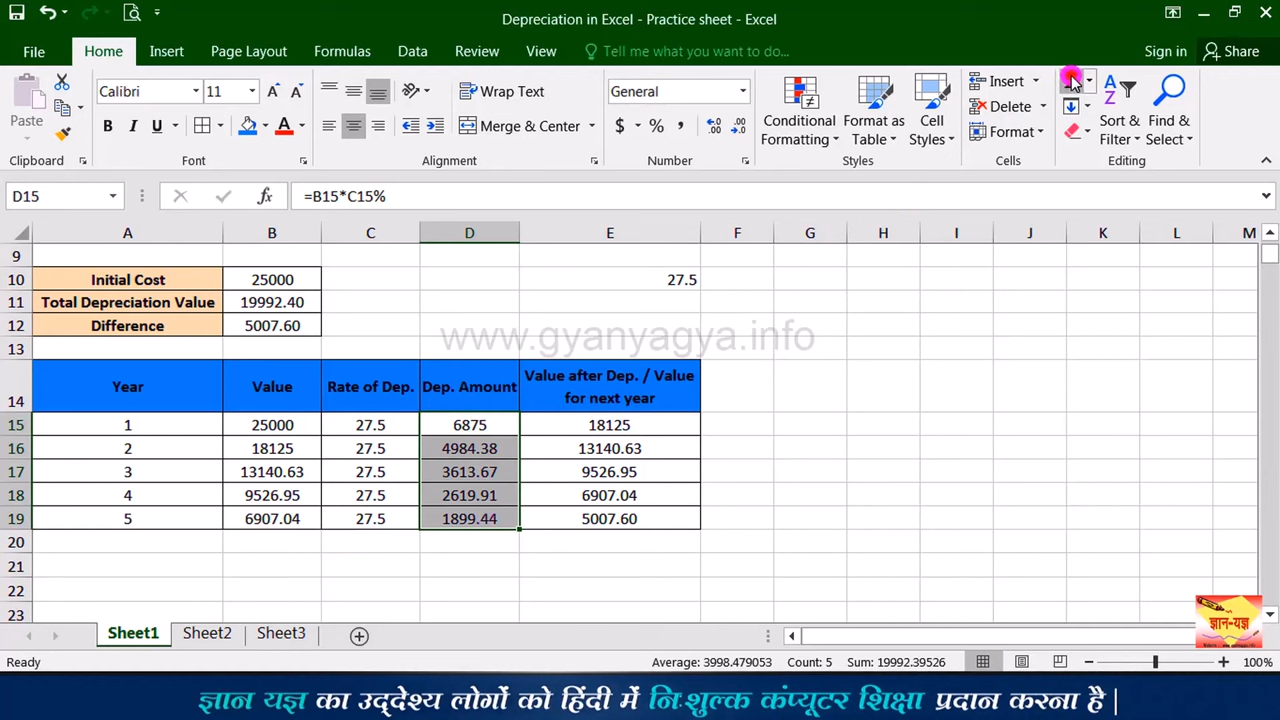 Depreciation in Excel - Practice sheet - Excel
File Home Insert Page Layout Formulas Data Review View Tell me what you want to do... Sign in Share
Paste
Clipboard
Calibri 11
B I U A
Font
Wrap Text
Merge & Center
Alignment
General
$ % ,
Number
Conditional Formatting
Format as Table
Cell Styles
Styles
Insert
Delete
Format
Cells
Sort & Filter
Find & Select
Editing
D15 fx =B15*C15%
A B C D E F G H I J K L M
9
10 Initial Cost 25000 27.5
11 Total Depreciation Value 19992.40
12 Difference 5007.60
www.gyanyagya.info
13
14 Year Value Rate of Dep. Dep. Amount Value after Dep. / Value for next year
15 1 25000 27.5 6875 18125
16 2 18125 27.5 4984.38 13140.63
17 3 13140.63 27.5 3613.67 9526.95
18 4 9526.95 27.5 2619.91 6907.04
19 5 6907.04 27.5 1899.44 5007.60
20
21
22
23
ज्ञान-यज्ञ
Sheet1 Sheet2 Sheet3
Ready Average: 3998.479053 Count: 5 Sum: 19992.39526 100%
ज्ञान यज्ञ का उद्देश्य लोगों को हिंदी में निःशुल्क कंप्यूटर शिक्षा प्रदान करना है |